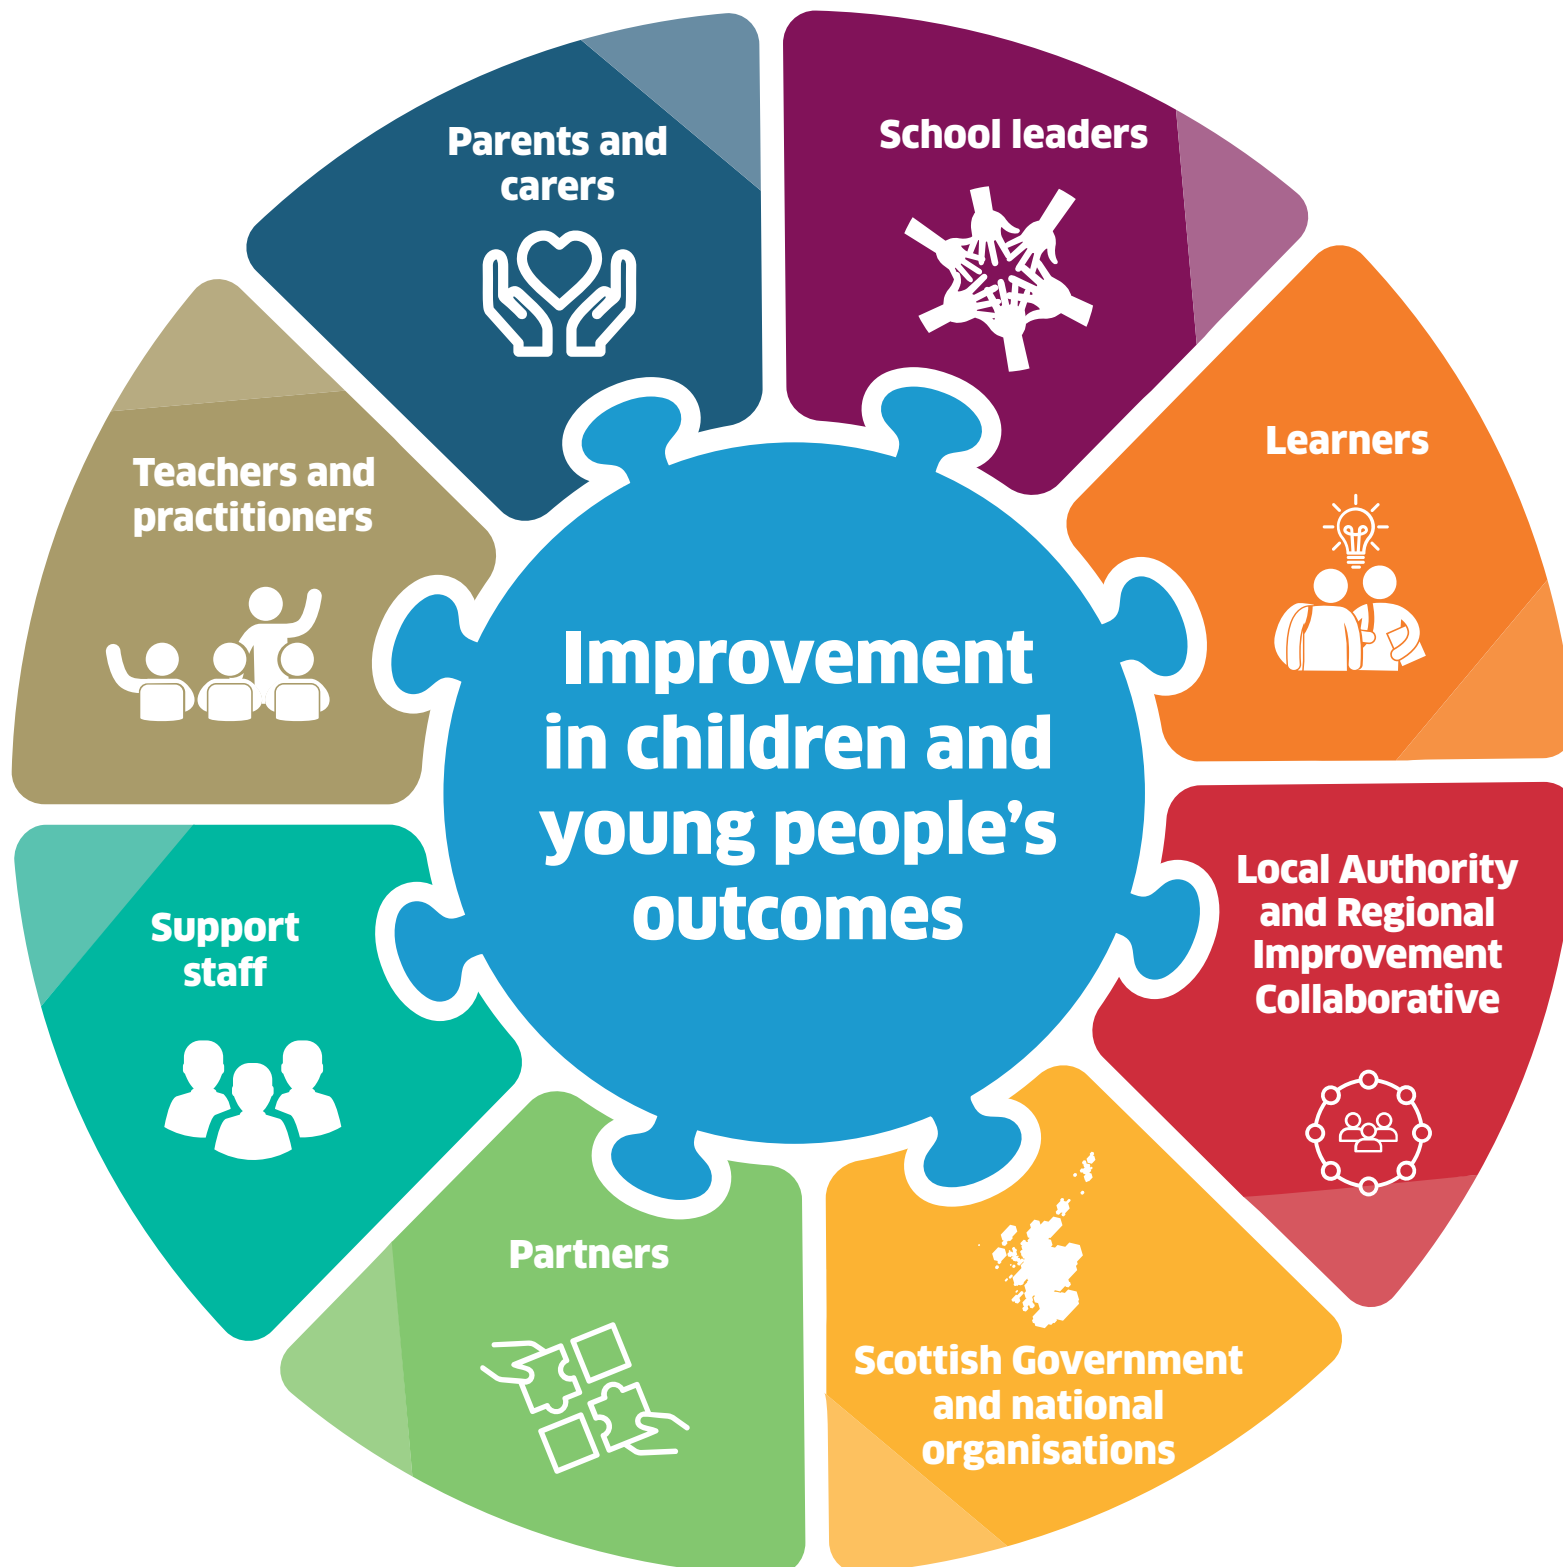 Parents and
carers
School leaders
Learners
Teachers and
practitioners
Improvement
in children and
young people’s
outcomes
Local Authority
and Regional
Improvement
Collaborative
Support
staff
Partners
Scottish Government
and national
organisations